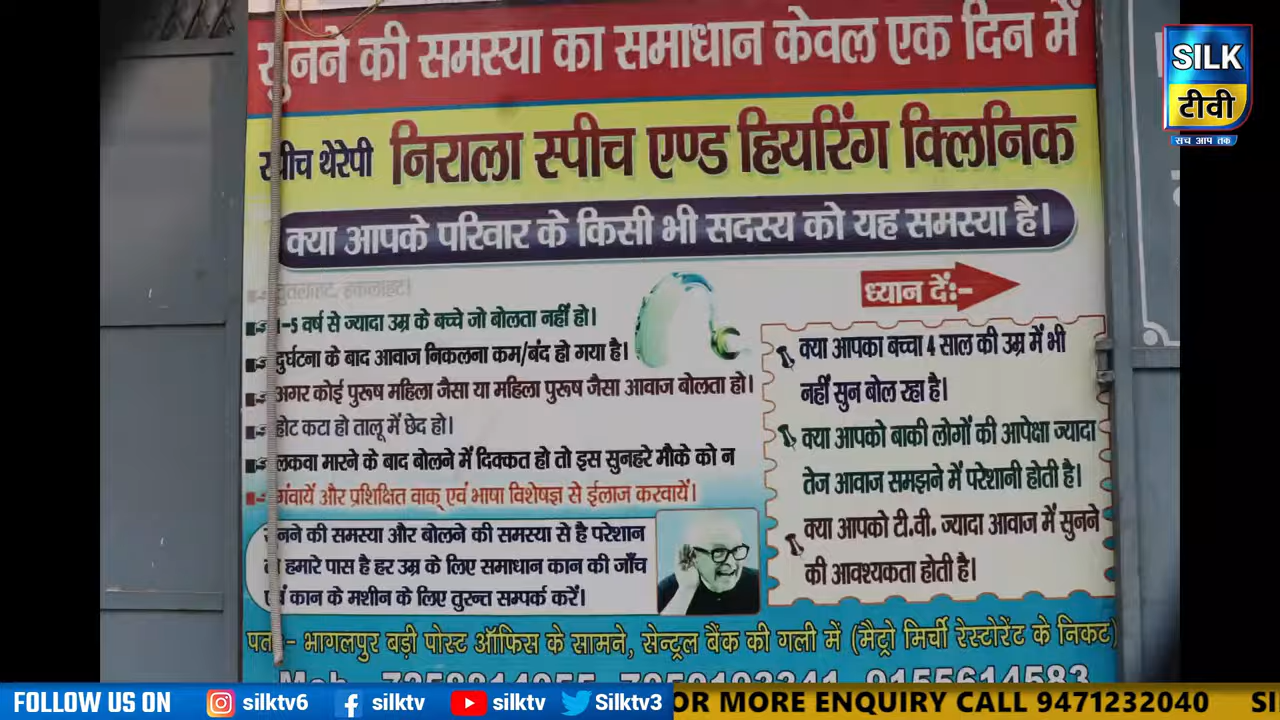 सुनने की समस्या का समाधान केवल एक दिन में
SILK
टीवी
सच आप तक
स्पीच थेरेपी निराला स्पीच एण्ड हियरिंग क्लिनिक
क्या आपके परिवार के किसी भी सदस्य को यह समस्या है।
-5 वर्ष से ज्यादा उम्र के बच्चे जो बोलता नहीं हो।
दुर्घटना के बाद आवाज निकलना कम/बंद हो गया है।
अगर कोई पुरूष महिला जैसा या महिला पुरूष जैसा आवाज बोलता हो।
होट कटा हो तालू में छेद हो।
लकवा मारने के बाद बोलने में दिक्कत हो तो इस सुनहरे मौके को न
गंवायें और प्रशिक्षित वाक् एवं भाषा विशेषज्ञ से ईलाज करवायें।
ध्यान दें:-
क्या आपका बच्चा 4 साल की उम्र में भी
नहीं सुन बोल रहा है।
क्या आपको बाकी लोगों की आपेक्षा ज्यादा
तेज आवाज समझने में परेशानी होती है।
क्या आपको टी.वी. ज्यादा आवाज में सुनने
की आवश्यकता होती है।
सुनने की समस्या और बोलने की समस्या से है परेशान
तो हमारे पास है हर उम्र के लिए समाधान कान की जाँच
एवं कान के मशीन के लिए तुरन्त सम्पर्क करें।
पता:- भागलपुर बड़ी पोस्ट ऑफिस के सामने, सेन्ट्रल बैंक की गली में (मैट्रो मिर्ची रेस्टोरेंट के निकट)
Mob. 9155614583
FOLLOW US ON silktv6 silktv silktv Silktv3 OR MORE ENQUIRY CALL 9471232040 SI